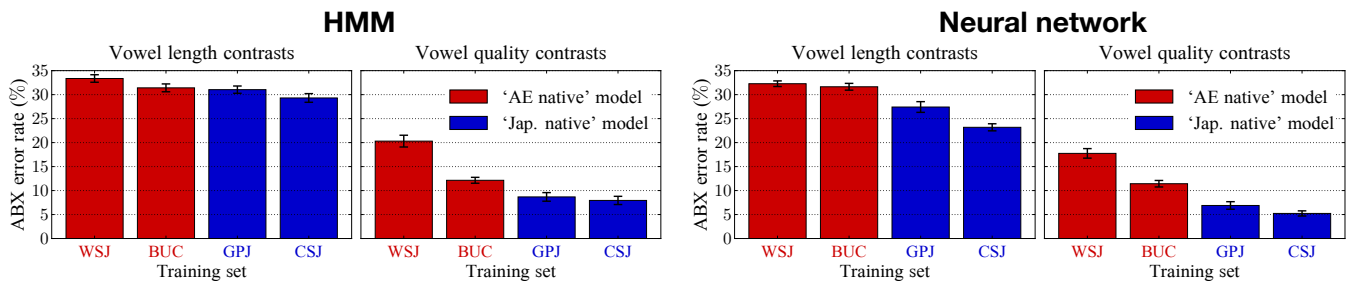 HMM
Vowel length contrasts
Vowel quality contrasts
ABX error rate (%)
35
30
25
20
15
10
5
0
'AE native' model
'Jap. native' model
WSJ BUC GPJ CSJ
Training set
WSJ BUC GPJ CSJ
Training set
Neural network
Vowel length contrasts
Vowel quality contrasts
ABX error rate (%)
35
30
25
20
15
10
5
0
'AE native' model
'Jap. native' model
WSJ BUC GPJ CSJ
Training set
WSJ BUC GPJ CSJ
Training set